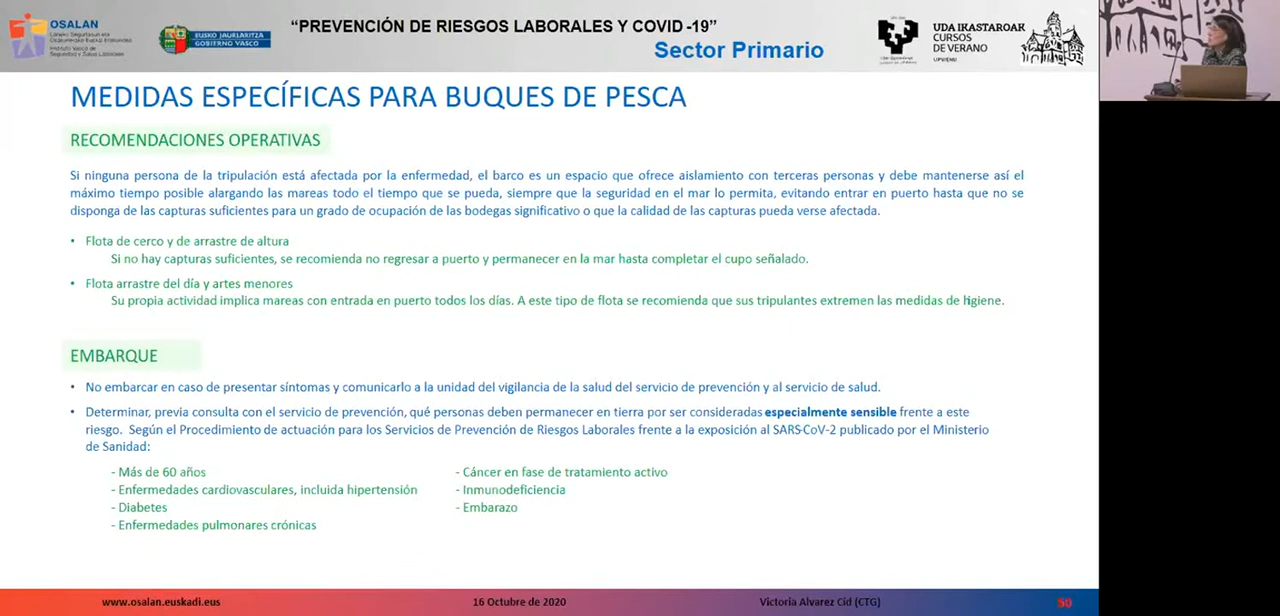 OSALAN
EUSKO JAURLARITZA
GOBIERNO VASCO
"PREVENCIÓN DE RIESGOS LABORALES Y COVID -19"
Sector Primario
UDA IKASTAROAK
CURSOS
DE VERANO
UPV/EHU
MEDIDAS ESPECÍFICAS PARA BUQUES DE PESCA
RECOMENDACIONES OPERATIVAS
Si ninguna persona de la tripulación está afectada por la enfermedad, el barco es un espacio que ofrece aislamiento con terceras personas y debe mantenerse así el
máximo tiempo posible alargando las mareas todo el tiempo que se pueda, siempre que la seguridad en el mar lo permita, evitando entrar en puerto hasta que no se
disponga de las capturas suficientes para un grado de ocupación de las bodegas significativo o que la calidad de las capturas pueda verse afectada.
• Flota de cerco y de arrastre de altura
Si no hay capturas suficientes, se recomienda no regresar a puerto y permanecer en la mar hasta completar el cupo señalado.
• Flota arrastre del día y artes menores
Su propia actividad implica mareas con entrada en puerto todos los días. A este tipo de flota se recomienda que sus tripulantes extremen las medidas de higiene.
EMBARQUE
• No embarcar en caso de presentar síntomas y comunicarlo a la unidad del vigilancia de la salud del servicio de prevención y al servicio de salud.
• Determinar, previa consulta con el servicio de prevención, qué personas deben permanecer en tierra por ser consideradas especialmente sensible frente a este
riesgo. Según el Procedimiento de actuación para los Servicios de Prevención de Riesgos Laborales frente a la exposición al SARS-CoV-2 publicado por el Ministerio
de Sanidad:
- Más de 60 años
- Enfermedades cardiovasculares, incluida hipertensión
- Diabetes
- Enfermedades pulmonares crónicas
- Cáncer en fase de tratamiento activo
- Inmunodeficiencia
- Embarazo
www.osalan.euskadi.eus
16 Octubre de 2020
Victoria Alvarez Cid (CTG)
50